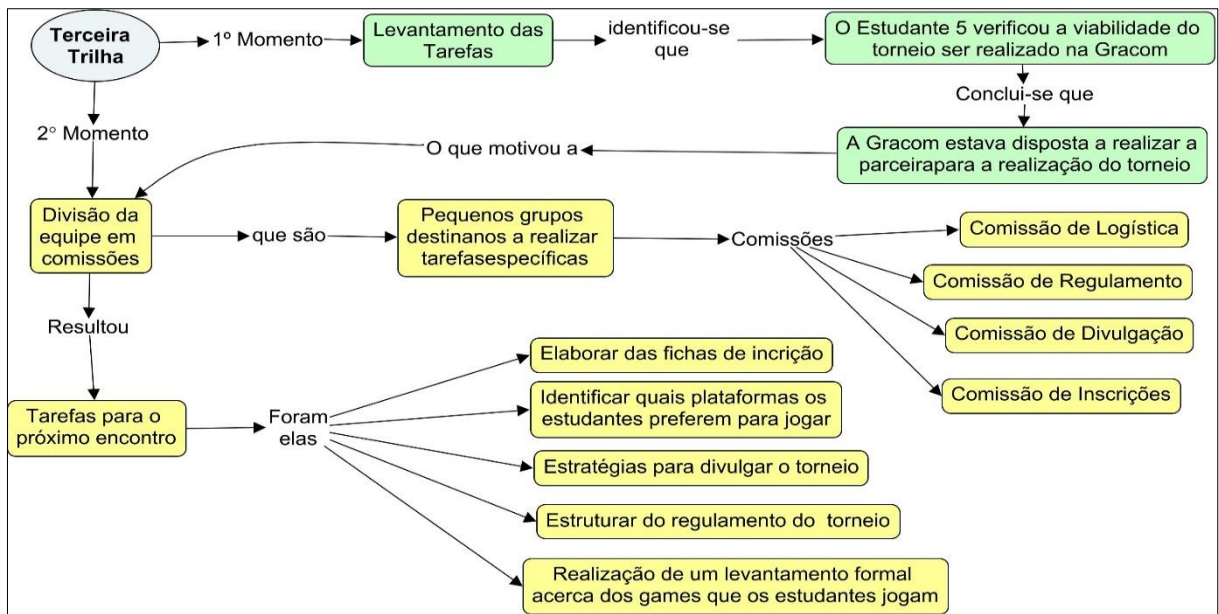 Terceira
Trilha
1º Momento
Levantamento das
Tarefas
identificou-se
que
O Estudante 5 verificou a viabilidade do
torneio ser realizado na Gracom
Conclui-se que
A Gracom estava disposta a realizar a
parceirapara a realização do torneio
O que motivou a
2° Momento
Divisão da
equipe em
comissões
que são
Pequenos grupos
destinanos a realizar
tarefasespecíficas
Comissões
Comissão de Logística
Comissão de Regulamento
Comissão de Divulgação
Comissão de Inscrições
Resultou
Tarefas para o
próximo encontro
Foram
elas
Elaborar das fichas de incrição
Identificar quais plataformas os
estudantes preferem para jogar
Estratégias para divulgar o torneio
Estruturar do regulamento do torneio
Realização de um levantamento formal
acerca dos games que os estudantes jogam